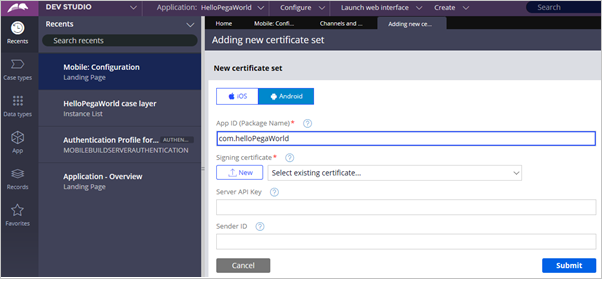 DEV STUDIO
Application: HelloPegaWorld
Configure
Launch web interface
Create
Search
Recents
Case types
Data types
App
Records
Favorites
Recents
Search recents
Mobile: Configuration
Landing Page
HelloPegaWorld case layer
Instance List
Authentication Profile for... AUTHEN...
MOBILEBUILDSERVERAUTHENTICATION
Application - Overview
Landing Page
Home
Mobile: Confi...
Channels and ...
Adding new ce...
Adding new certificate set
New certificate set
iOS
Android
App ID (Package Name)* ?
com.helloPegaWorld
Signing certificate* ?
New
Select existing certificate...
Server API Key ?
Sender ID ?
Cancel
Submit